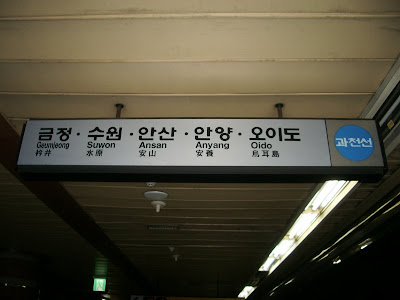 금정 · 수원 · 안산 · 안양 · 오이도 과천선
Geumjeong Suwon Ansan Anyang Oido
衿井 水原 安山 安養 烏耳島